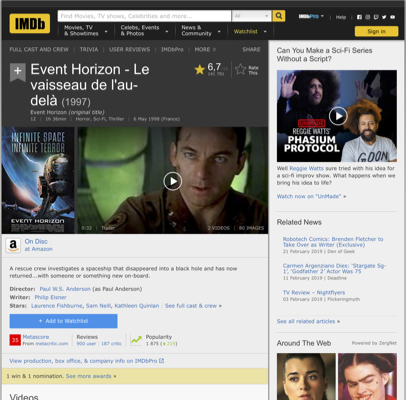 IMDb
Find Movies, TV shows, Celebrities and more...
All
IMDbPro
Help
Movies, TV
& Showtimes
Celebs, Events
& Photos
News &
Community
Watchlist
Sign in
FULL CAST AND CREW | TRIVIA | USER REVIEWS | IMDbPro | MORE
SHARE
Event Horizon - Le
vaisseau de l'au-
delà (1997)
Event Horizon (original title)
12 | 1h 36min | Horror, Sci-Fi, Thriller | 6 May 1998 (France)
6,7
Rate
This
INFINITE SPACE
INFINITE TERROR
EVENT HORIZON
Trailer
2 VIDEOS | 80 IMAGES
On Disc
at Amazon
A rescue crew investigates a spaceship that disappeared into a black hole and has now
returned...with someone or something new on-board.
Director: Paul W.S. Anderson (as Paul Anderson)
Writer: Philip Eisner
Stars: Laurence Fishburne, Sam Neill, Kathleen Quinlan | See full cast & crew »
+ Add to Watchlist
35
Metascore
From metacritic.com
Reviews
900 user | 187 critic
Popularity
View production, box office, & company info on IMDbPro
1 win & 1 nomination. See more awards »
Videos
Can You Make a Sci-Fi Series
Without a Script?
REGGIE WATTS'
PHASIUM
PROTOCOL
Well Reggie Watts sure tried with his idea for
a sci-fi improv show. What happens when we
bring his idea to life?
Watch now on "UnMade" »
Related News
Robotech Comics: Brenden Fletcher to
Take Over as Writer (Exclusive)
21 February 2019 | Den of Geek
Carmen Argenziano Dies: 'Stargate Sg-
1', 'Godfather 2' Actor Was 75
11 February 2019 | Deadline
TV Review – Nightflyers
03 February 2019 | Flickeringmyth
See all related articles »
Around The Web
Powered by ZergNet